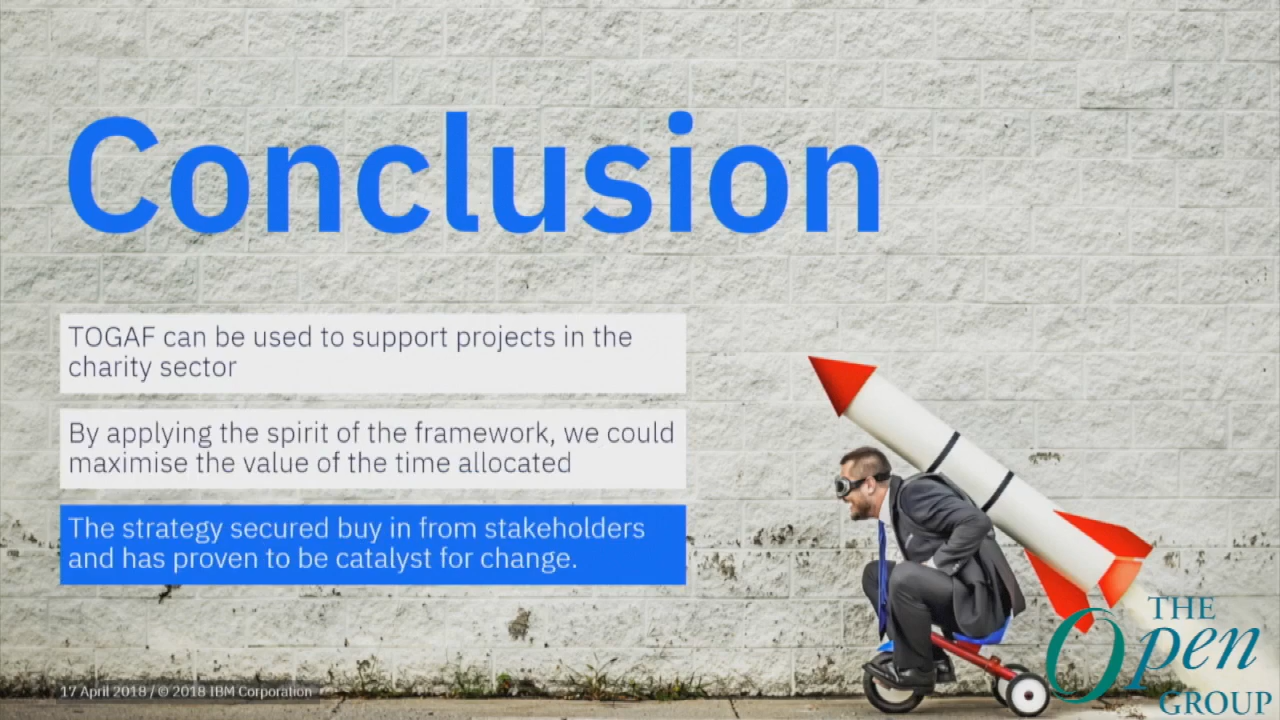 Conclusion
TOGAF can be used to support projects in the
charity sector
By applying the spirit of the framework, we could
maximise the value of the time allocated
The strategy secured buy in from stakeholders
and has proven to be catalyst for change.
17 April 2018 / © 2018 IBM Corporation
THE
Open
GROUP